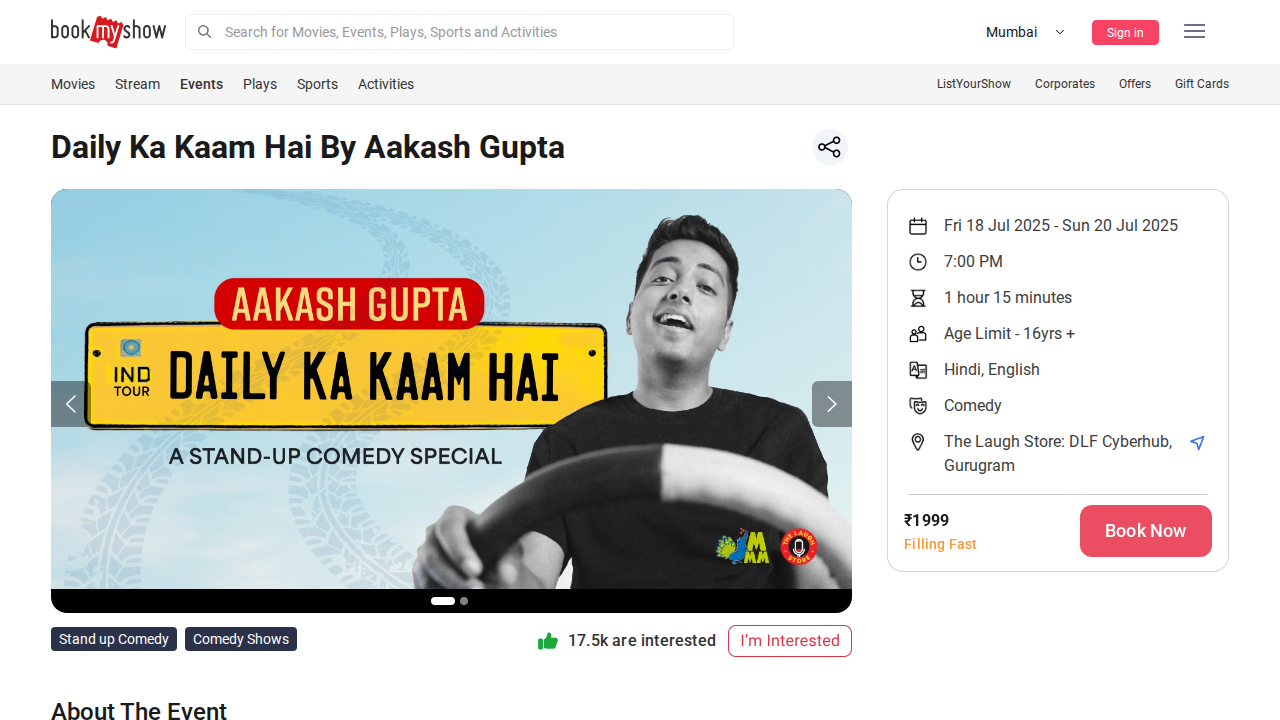 book my show
Search for Movies, Events, Plays, Sports and Activities
Mumbai
Sign in
Movies
Stream
Events
Plays
Sports
Activities
ListYourShow
Corporates
Offers
Gift Cards
Daily Ka Kaam Hai By Aakash Gupta
AAKASH GUPTA
IND
TOUR
DAILY KA KAAM HAI
A STAND-UP COMEDY SPECIAL
M
MM
THE LAUGH
STORE
Fri 18 Jul 2025 - Sun 20 Jul 2025
7:00 PM
1 hour 15 minutes
Age Limit - 16yrs +
Hindi, English
Comedy
The Laugh Store: DLF Cyberhub,
Gurugram
₹1999
Filling Fast
Book Now
Stand up Comedy
Comedy Shows
17.5k are interested
I'm Interested
About The Event